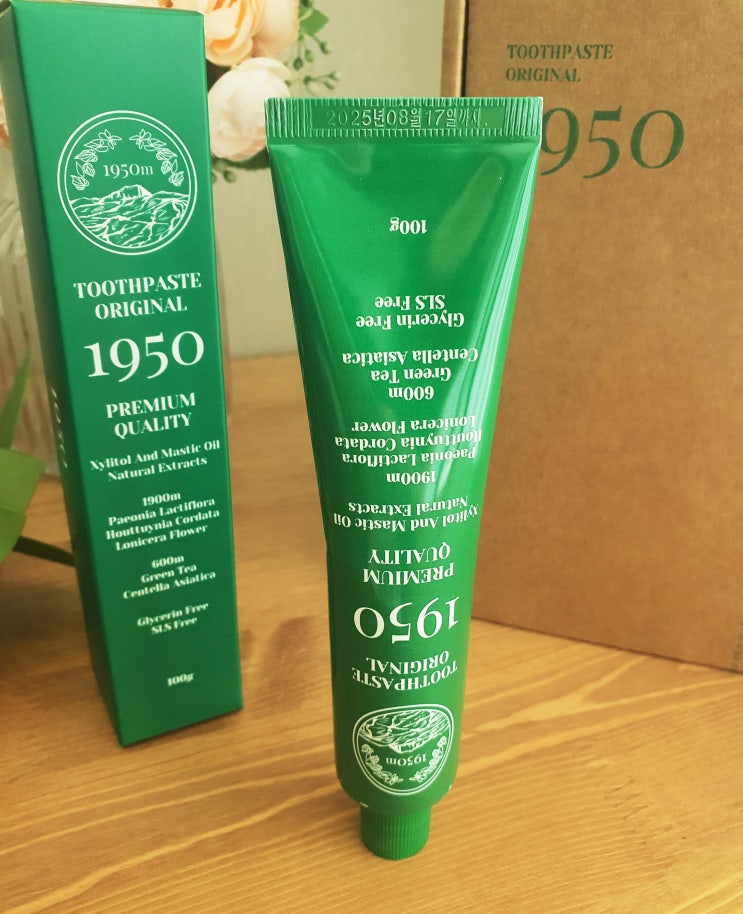 1950m
TOOTHPASTE
ORIGINAL
1950
PREMIUM
QUALITY
Xylitol And Mastic Oil
Natural Extracts
1900m
Paeonia Lactiflora
Houttuynia Cordata
Lonicera Flower
600m
Green Tea
Centella Asiatica
Glycerin Free
SLS Free
100g
2025년08월17일까지.
1950m
TOOTHPASTE
ORIGINAL
1950
PREMIUM
QUALITY
Xylitol And Mastic Oil
Natural Extracts
1900m
Paeonia Lactiflora
Houttuynia Cordata
Lonicera Flower
600m
Green Tea
Centella Asiatica
Glycerin Free
SLS Free
100g
TOOTHPASTE
ORIGINAL
950